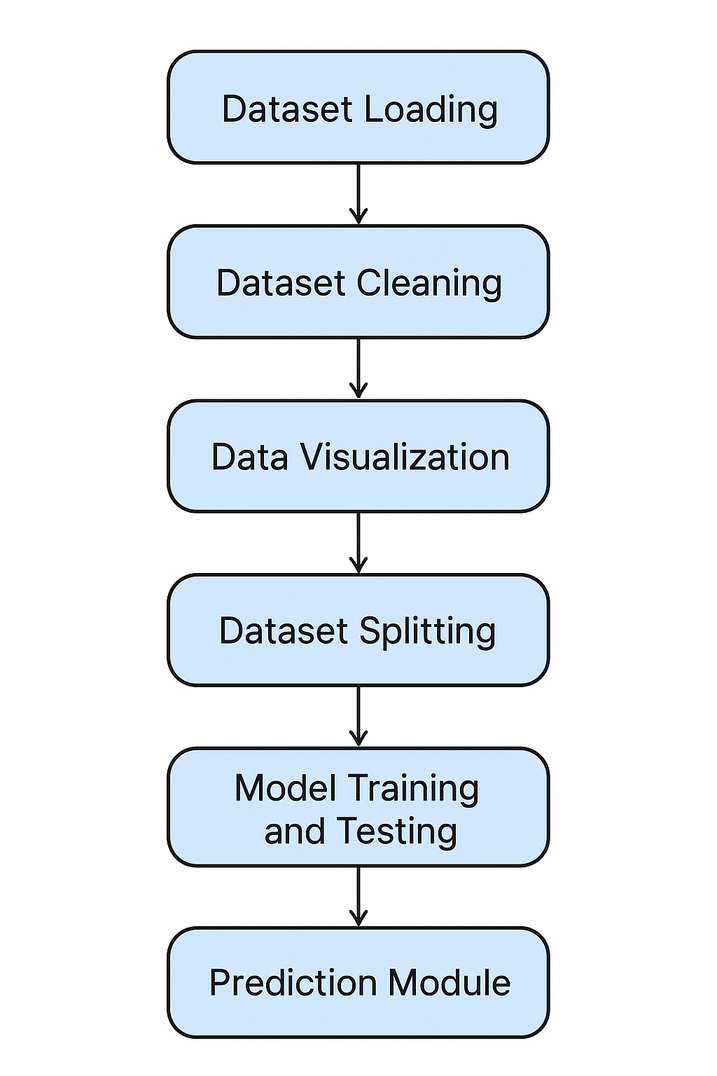 Dataset Loading
Dataset Cleaning
Data Visualization
Dataset Splitting
Model Training
and Testing
Prediction Module